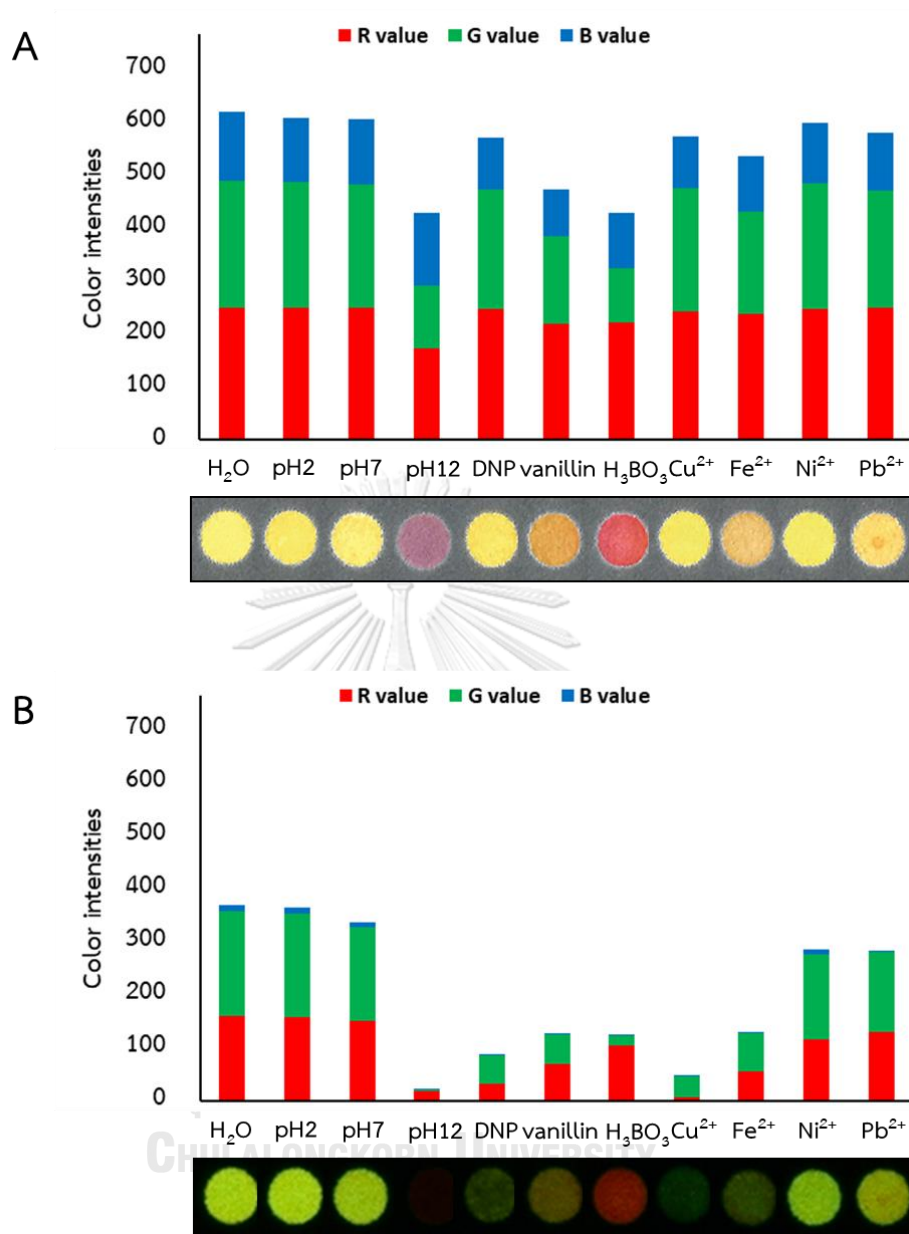 A
R value G value B value
700
600
500
400
300
200
100
0
Color intensities
H₂O pH2 pH7 pH12 DNP vanillin H₃BO₃ Cu²⁺ Fe²⁺ Ni²⁺ Pb²⁺
B
R value G value B value
700
600
500
400
300
200
100
0
Color intensities
H₂O pH2 pH7 pH12 DNP vanillin H₃BO₃ Cu²⁺ Fe²⁺ Ni²⁺ Pb²⁺
CHULALONGKORN UNIVERSITY